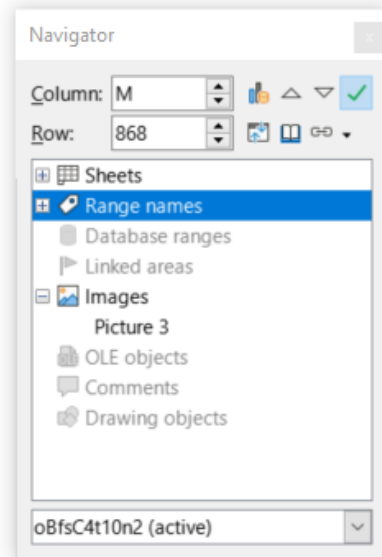 Navigator
Column: M
Row: 868
Sheets
Range names
Database ranges
Linked areas
Images
Picture 3
OLE objects
Comments
Drawing objects
oBfsC4t10n2 (active)